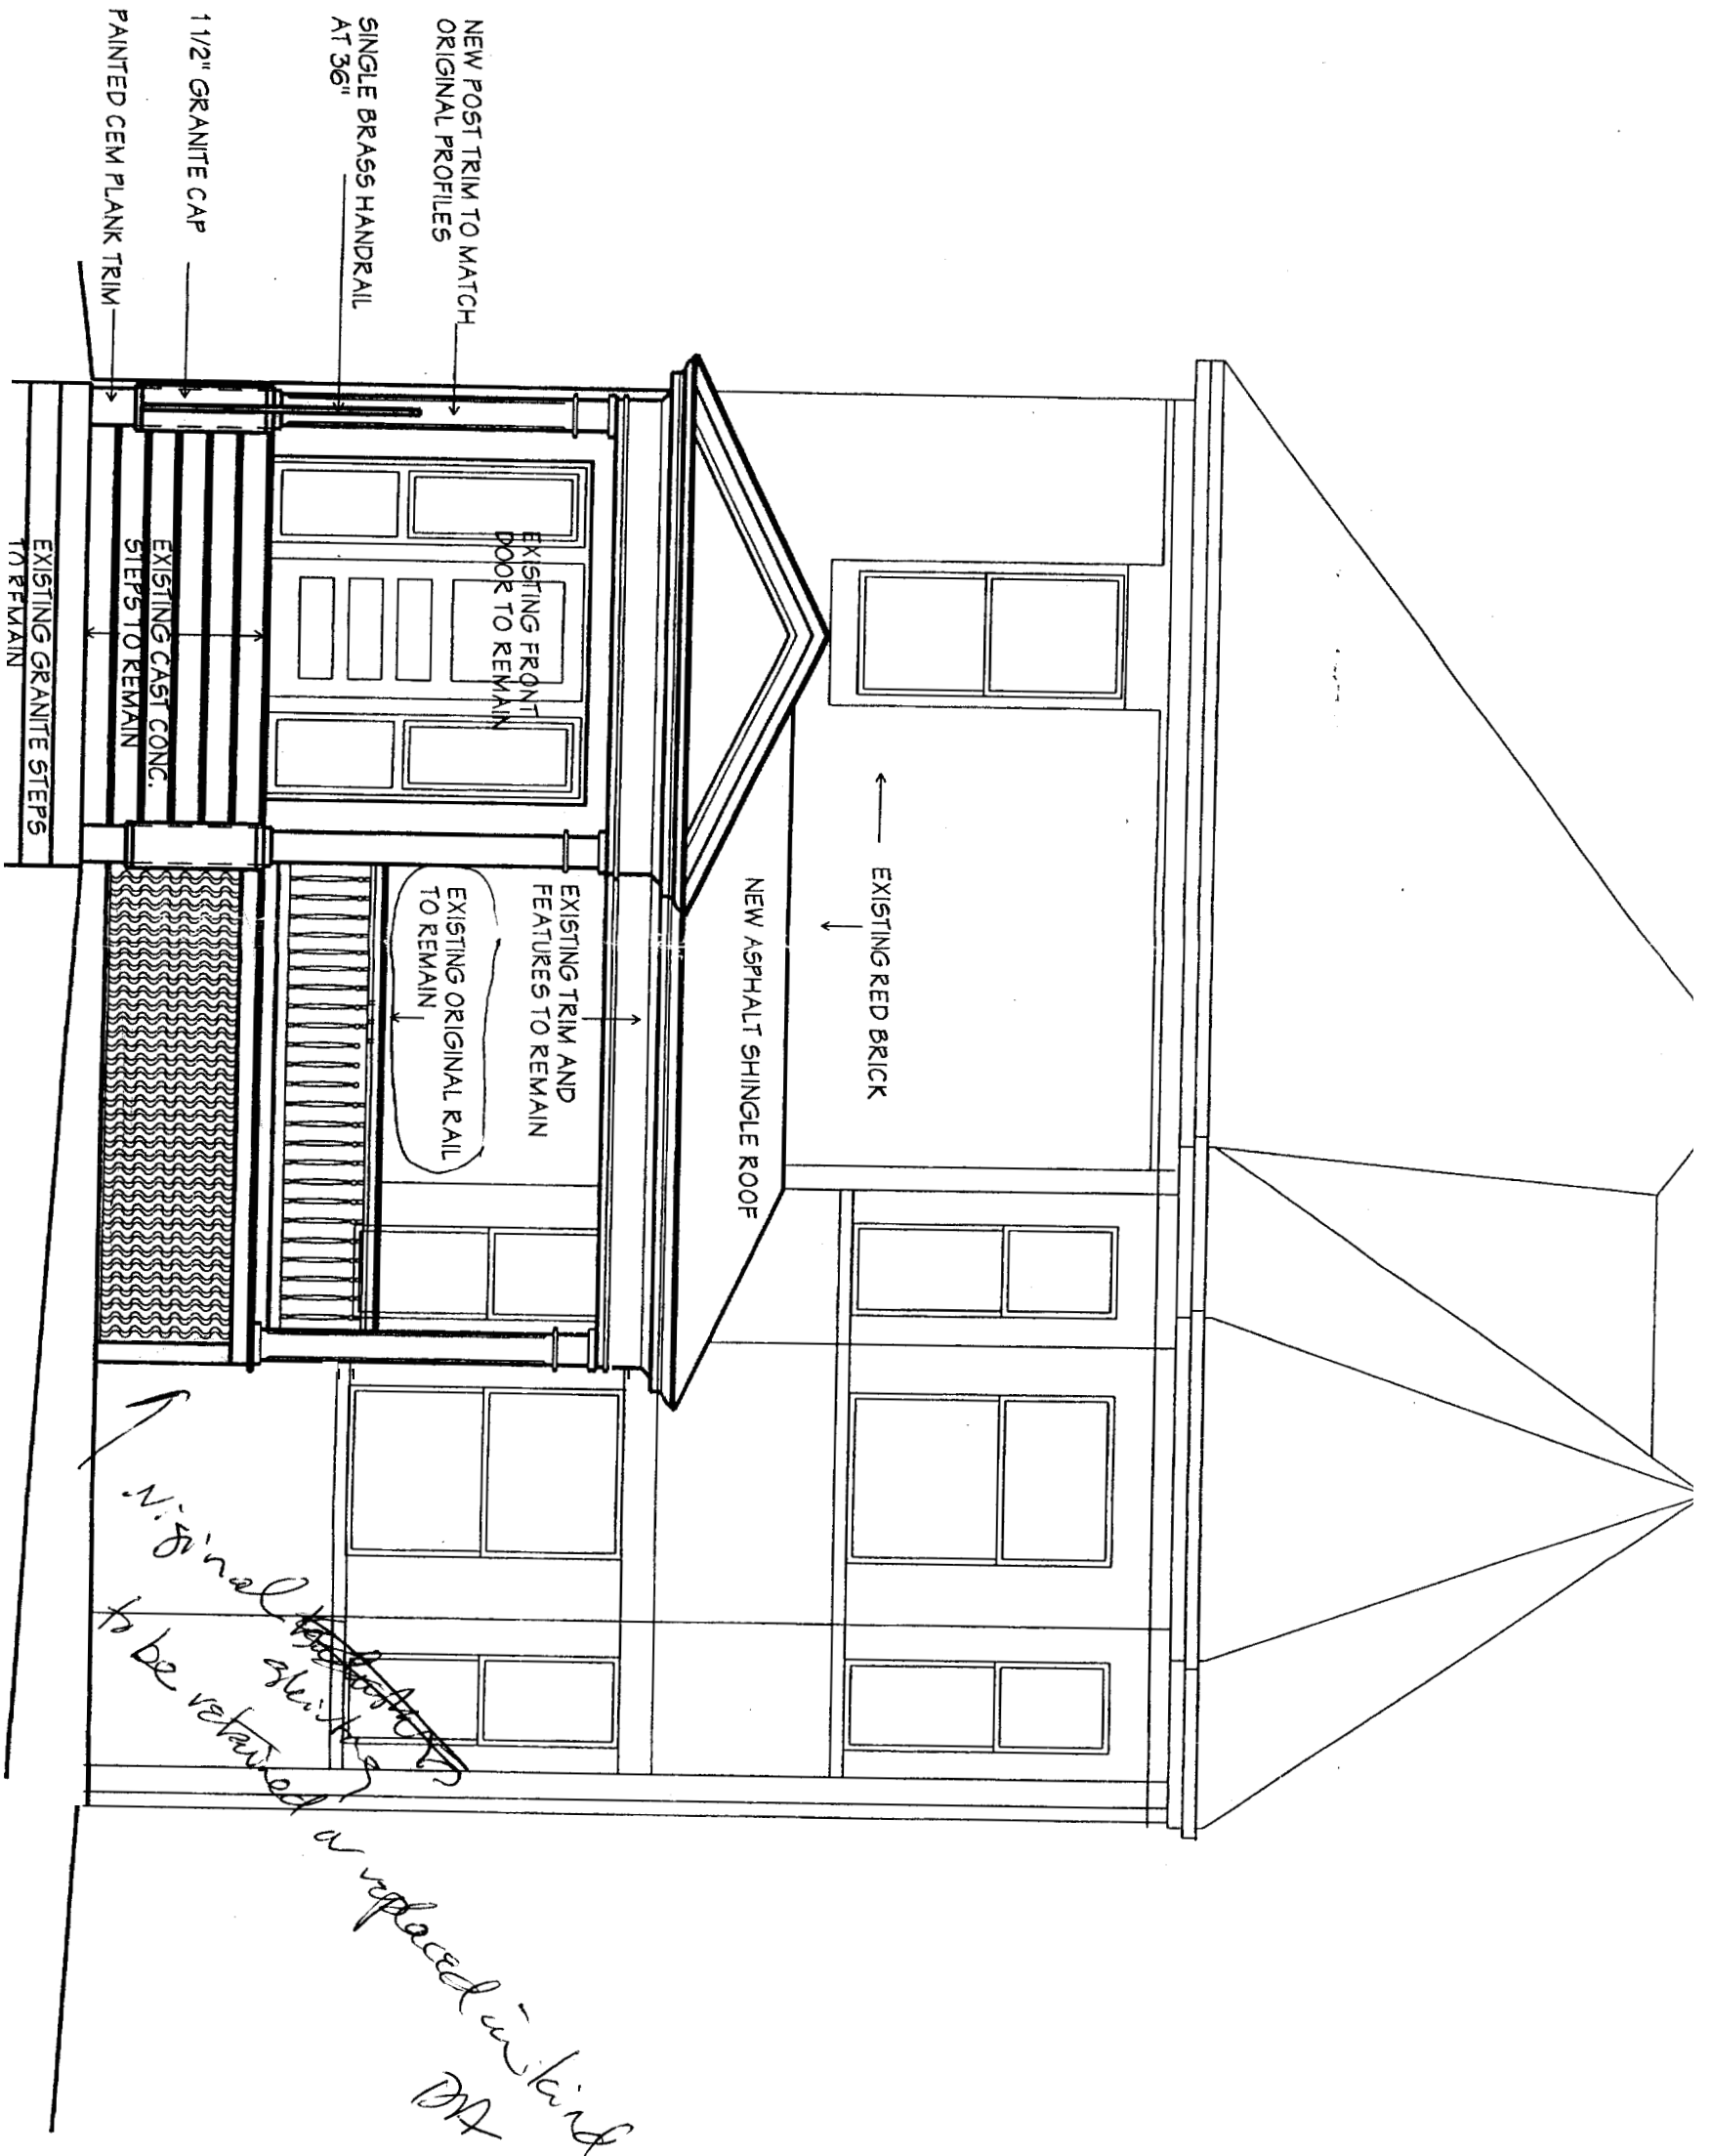 EXISTING RED BRICK
NEW ASPHALT SHINGLE ROOF
EXISTING TRIM AND
FEATURES TO REMAIN
EXISTING ORIGINAL RAIL
TO REMAIN
EXISTING FRONT
DOOR TO REMAIN
NEW POST TRIM TO MATCH
ORIGINAL PROFILES
SINGLE BRASS HANDRAIL
AT 36"
1 1/2" GRANITE CAP
PAINTED CEM PLANK TRIM
EXISTING CAST CONC.
STEPS TO REMAIN
EXISTING GRANITE STEPS
TO REMAIN
to be retained or replaced in kind